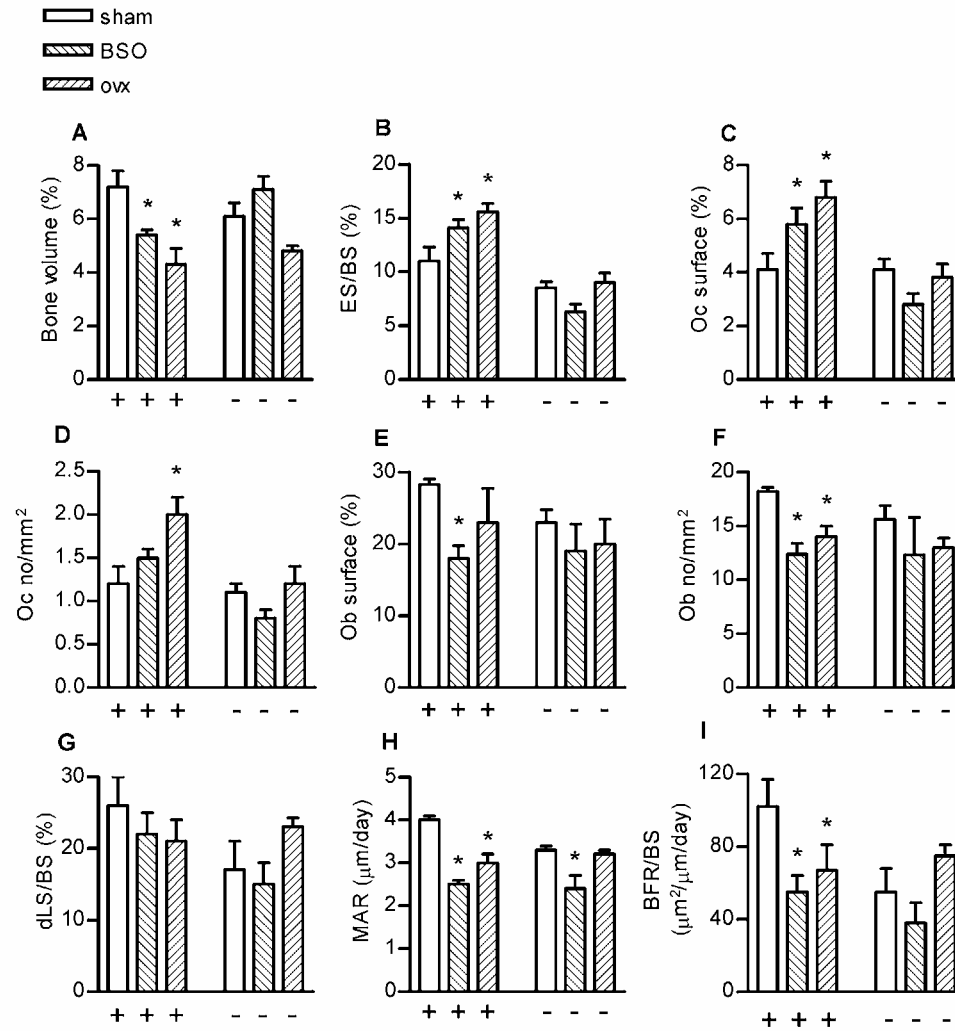 sham
BSO
ovx
A
Bone volume (%)
8
6
4
2
0
* *
+ + + - - -
B
ES/BS (%)
20
15
10
5
0
* *
+ + + - - -
C
Oc surface (%)
8
6
4
2
0
* *
+ + + - - -
D
Oc no/mm²
2.5
2.0
1.5
1.0
0.5
0.0
*
+ + + - - -
E
Ob surface (%)
30
20
10
0
*
+ + + - - -
F
Ob no/mm²
20
15
10
5
0
* *
+ + + - - -
G
dLS/BS (%)
30
20
10
0
+ + + - - -
H
MAR (μm/day)
5
4
3
2
1
0
* * *
+ + + - - -
I
BFR/BS
(μm²/μm/day)
120
80
40
0
* *
+ + + - - -